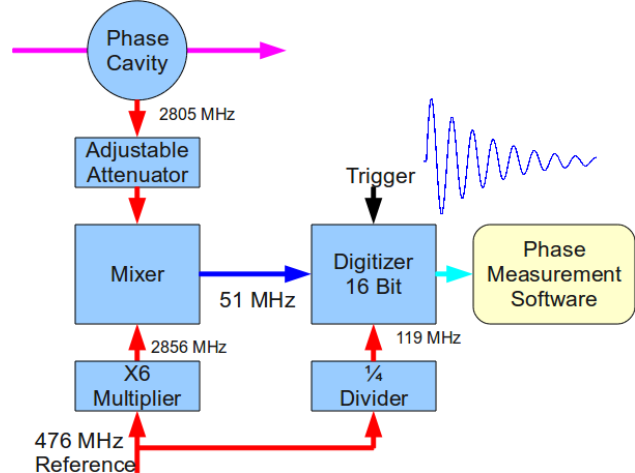 Phase
Cavity
2805 MHz
Adjustable
Attenuator
Trigger
Mixer
51 MHz
Digitizer
16 Bit
Phase
Measurement
Software
2856 MHz
119 MHz
X6
Multiplier
¼
Divider
476 MHz
Reference